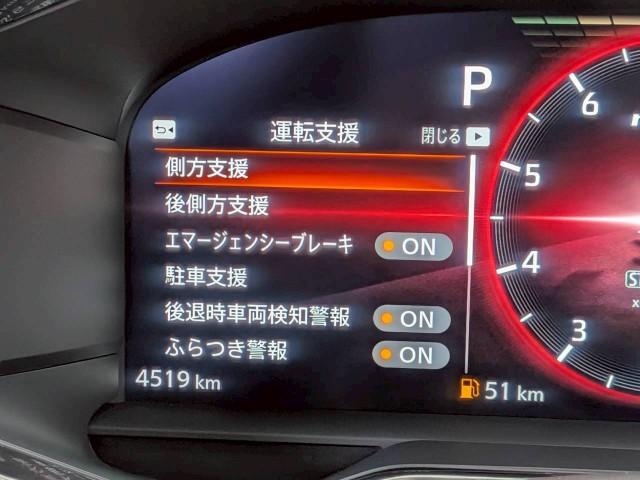 P
運転支援
閉じる
側方支援
後側方支援
エマージェンシーブレーキ ON
駐車支援
後退時車両検知警報 ON
ふらつき警報 ON
4519 km
51 km
6
5
4
3